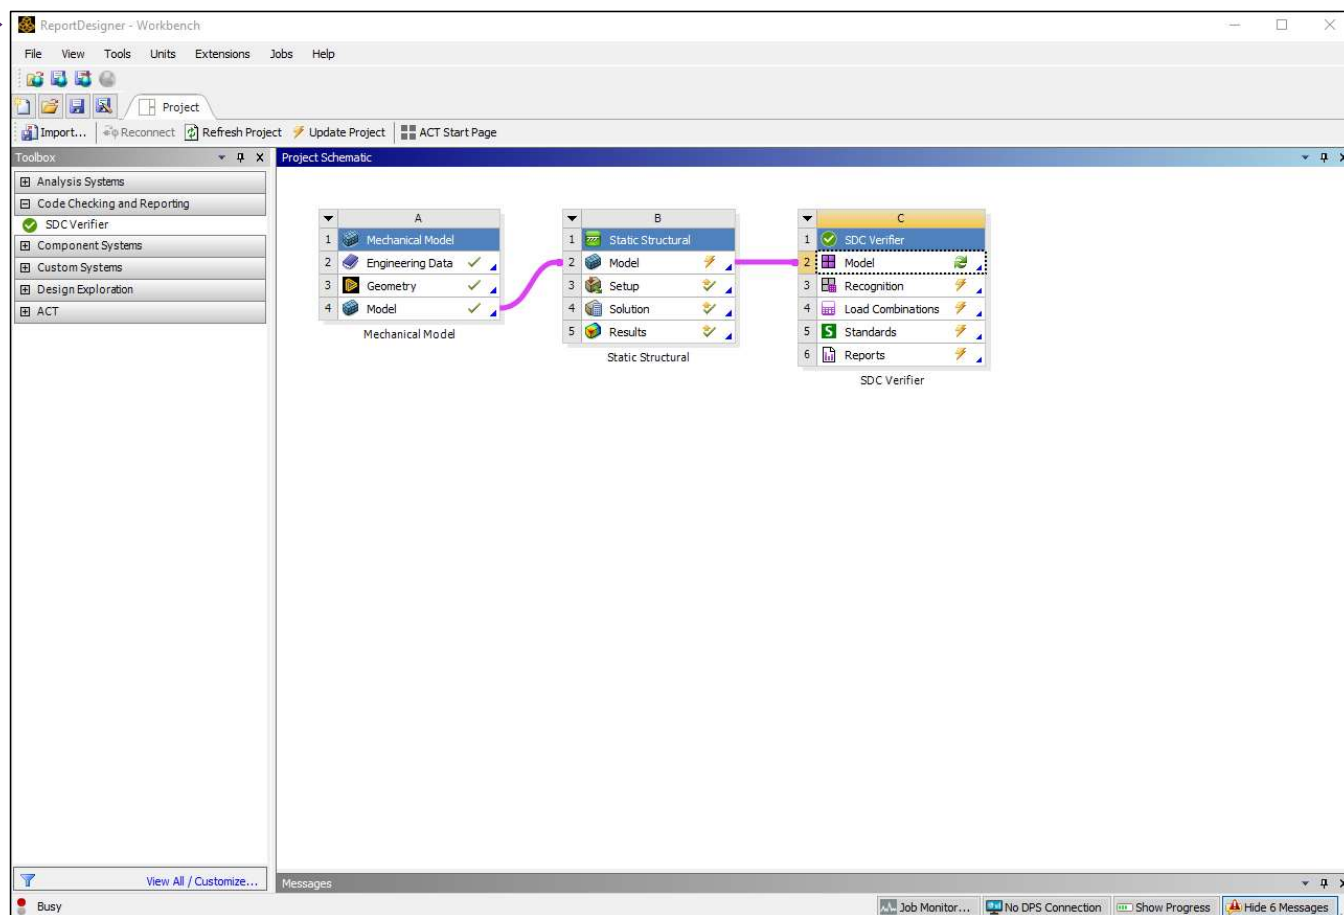 ReportDesigner - Workbench
File View Tools Units Extensions Jobs Help
Project
Import... Reconnect Refresh Project Update Project ACT Start Page
Toolbox
Project Schematic
Analysis Systems
Code Checking and Reporting
SDC Verifier
Component Systems
Custom Systems
Design Exploration
ACT
A
1 Mechanical Model
2 Engineering Data
3 Geometry
4 Model
Mechanical Model
B
1 Static Structural
2 Model
3 Setup
4 Solution
5 Results
Static Structural
C
1 SDC Verifier
2 Model
3 Recognition
4 Load Combinations
5 Standards
6 Reports
SDC Verifier
View All / Customize...
Messages
Busy
Job Monitor... No DPS Connection Show Progress Hide 6 Messages